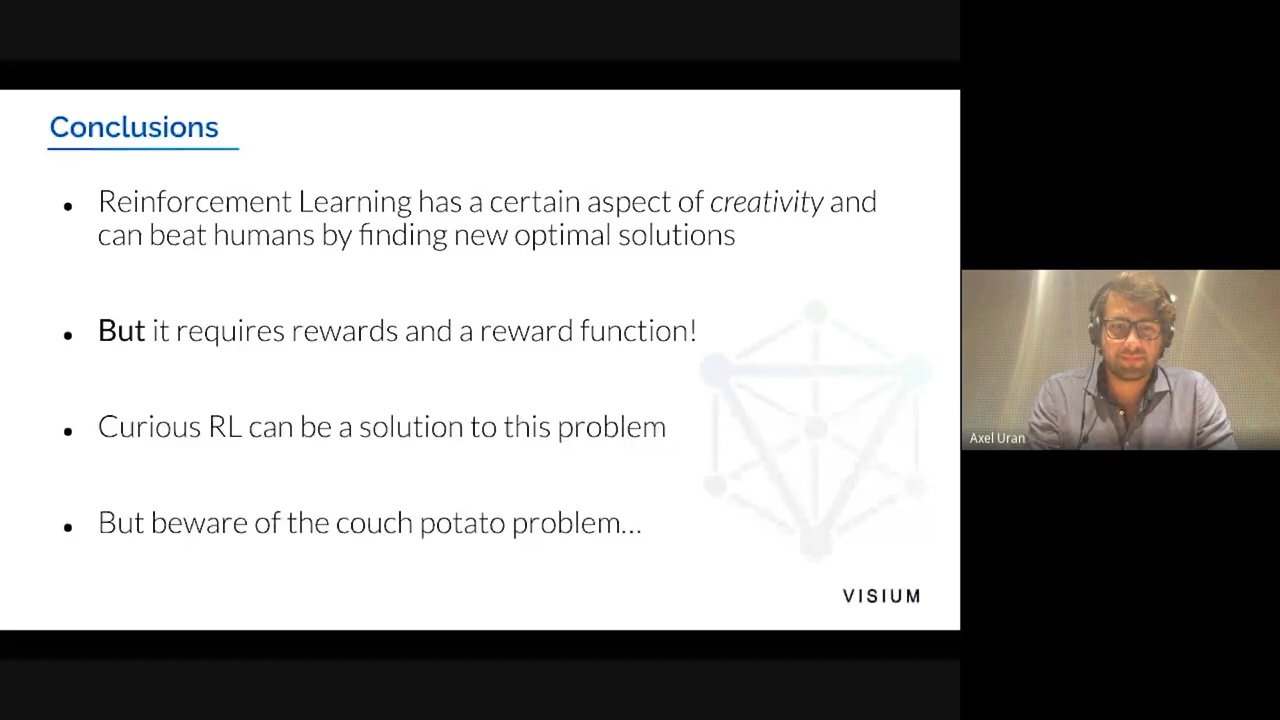 Conclusions
• Reinforcement Learning has a certain aspect of creativity and
can beat humans by finding new optimal solutions
• But it requires rewards and a reward function!
• Curious RL can be a solution to this problem
• But beware of the couch potato problem...
VISIUM
Axel Uran